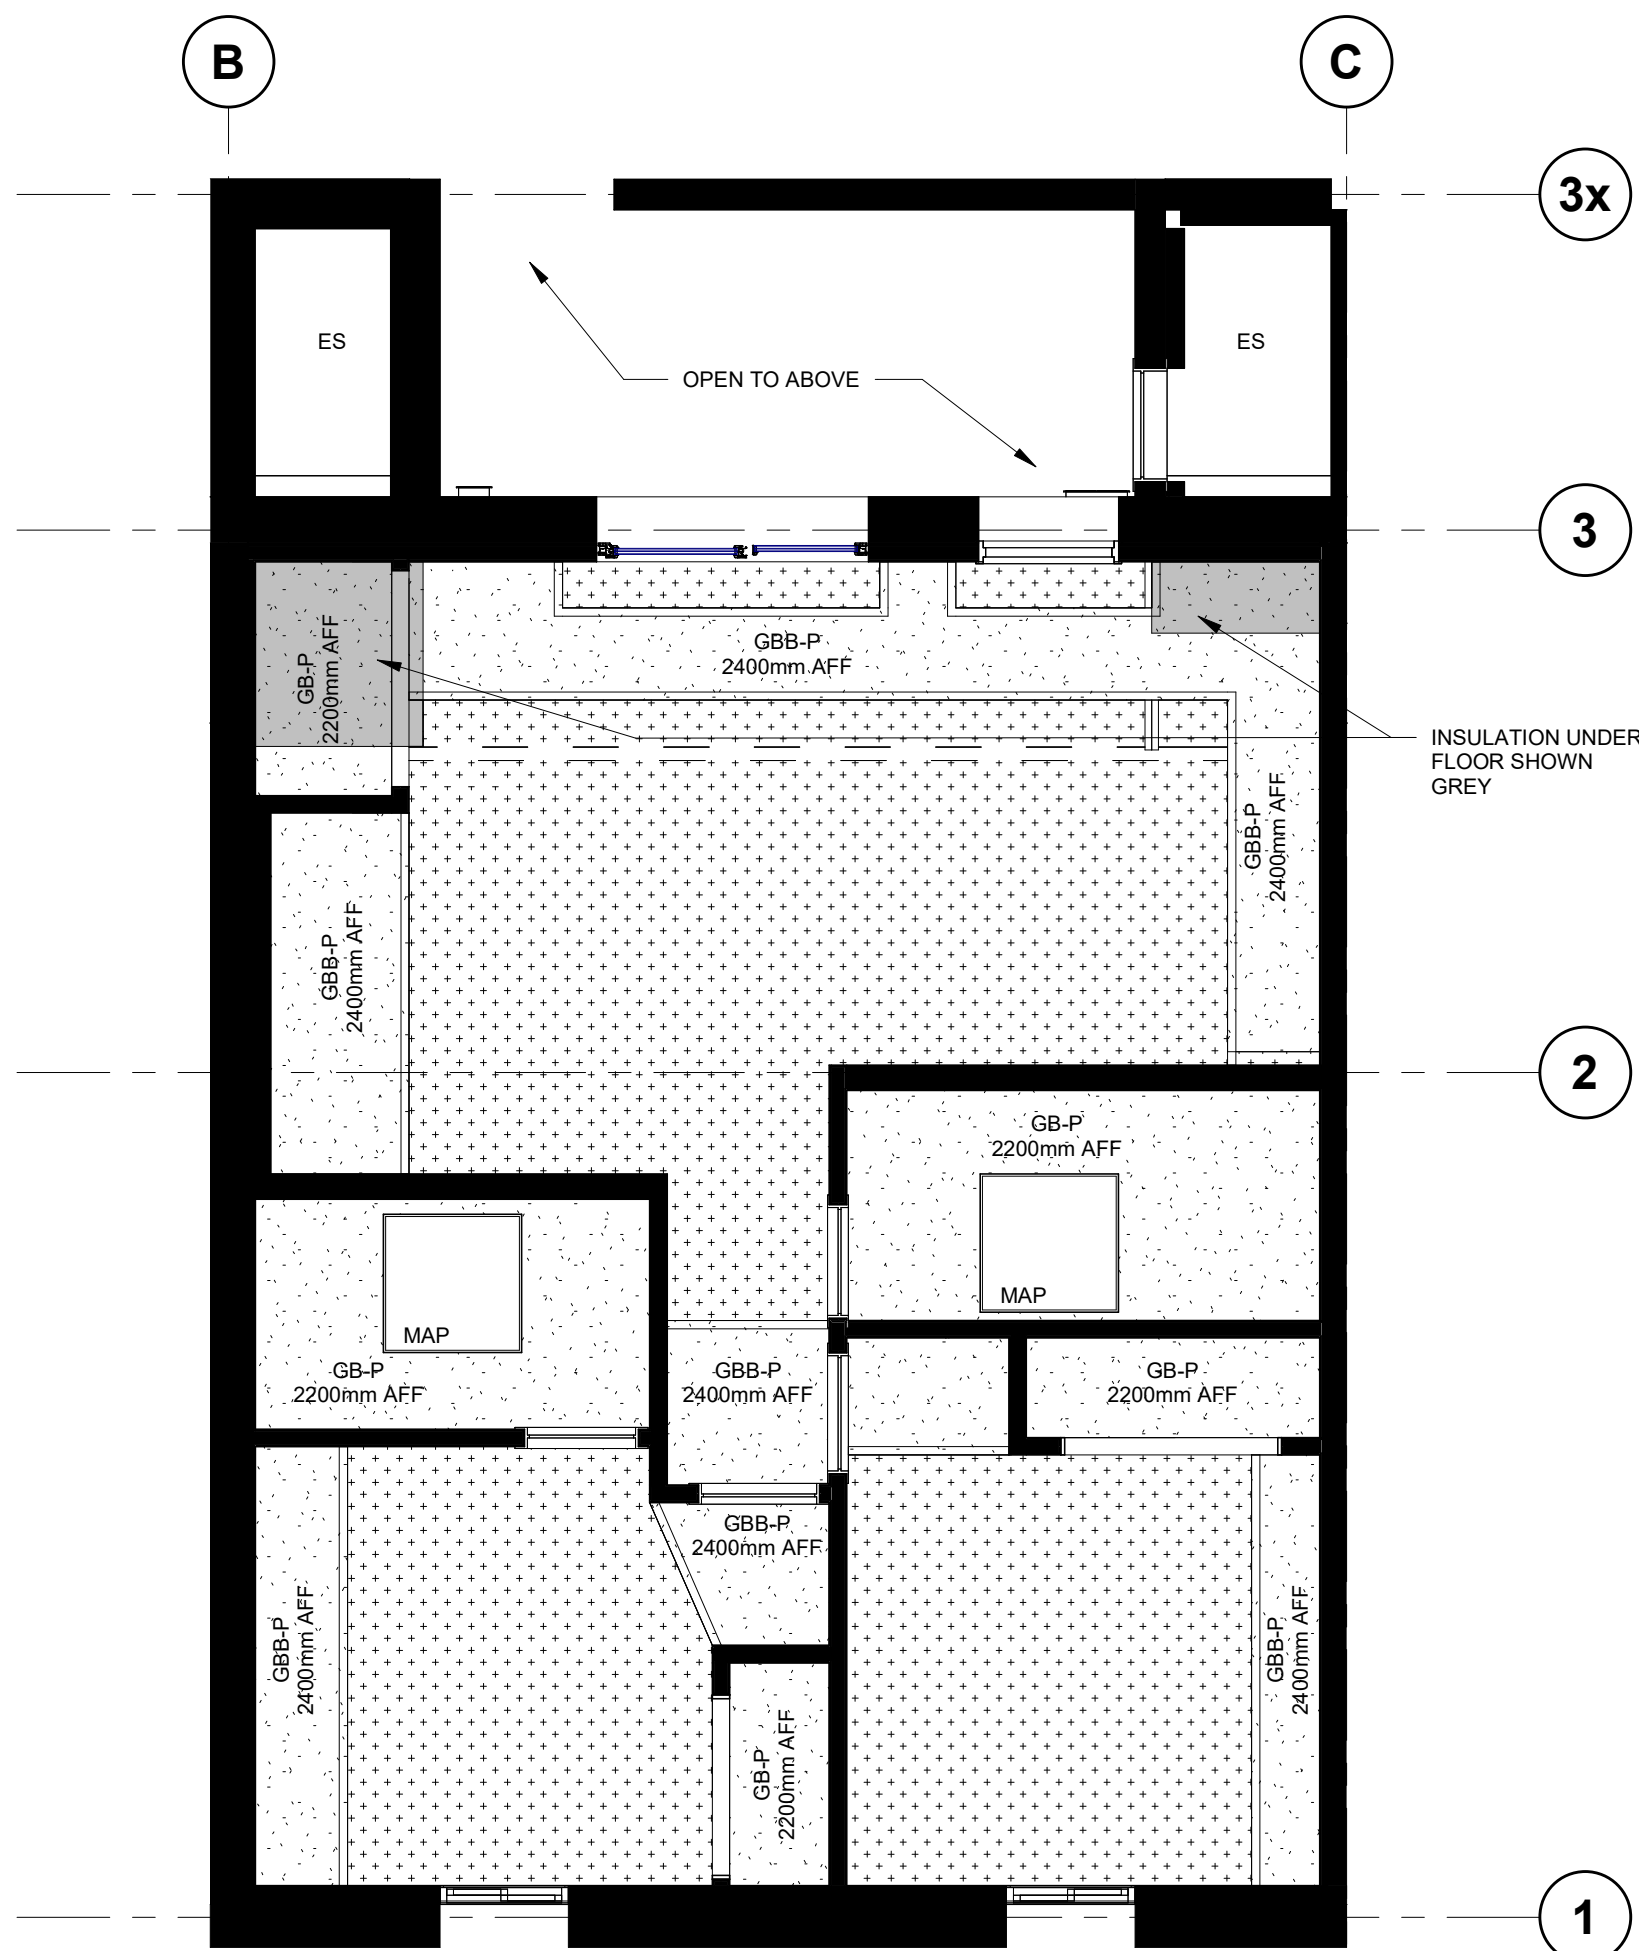 B
C
3x
ES
ES
OPEN TO ABOVE
3
GB-P
2200mm AFF
GBB-P
2400mm AFF
INSULATION UNDER
FLOOR SHOWN
GREY
GBB-P
2400mm AFF
GBB-P
2400mm AFF
2
GB-P
2200mm AFF
MAP
MAP
GB-P
2200mm AFF
GBB-P
2400mm AFF
GB-P
2200mm AFF
GBB-P
2400mm AFF
GBB-P
2400mm AFF
GBB-P
2400mm AFF
GB-P
2200mm AFF
1